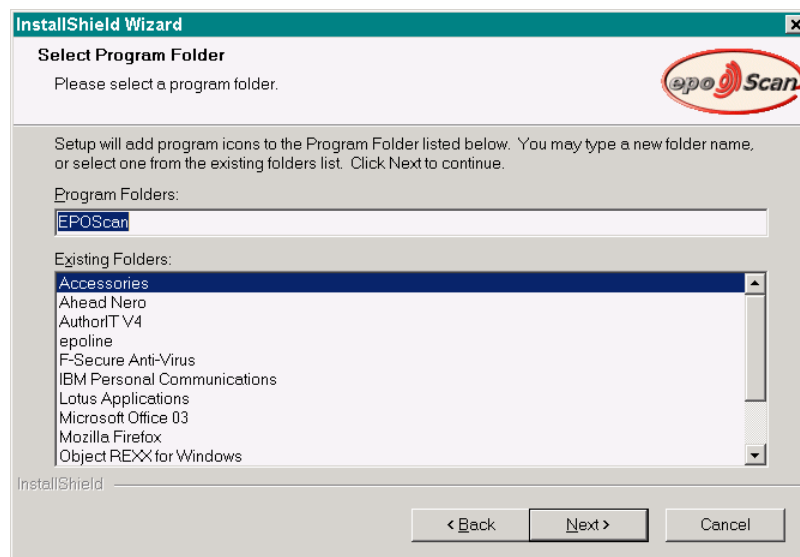 InstallShield Wizard
Select Program Folder
Please select a program folder.
epo Scan
Setup will add program icons to the Program Folder listed below. You may type a new folder name,
or select one from the existing folders list. Click Next to continue.
Program Folders:
EPOScan
Existing Folders:
Accessories
Ahead Nero
AuthorIT V4
epoline
F-Secure Anti-Virus
IBM Personal Communications
Lotus Applications
Microsoft Office 03
Mozilla Firefox
Object REXX for Windows
InstallShield
< Back Next > Cancel